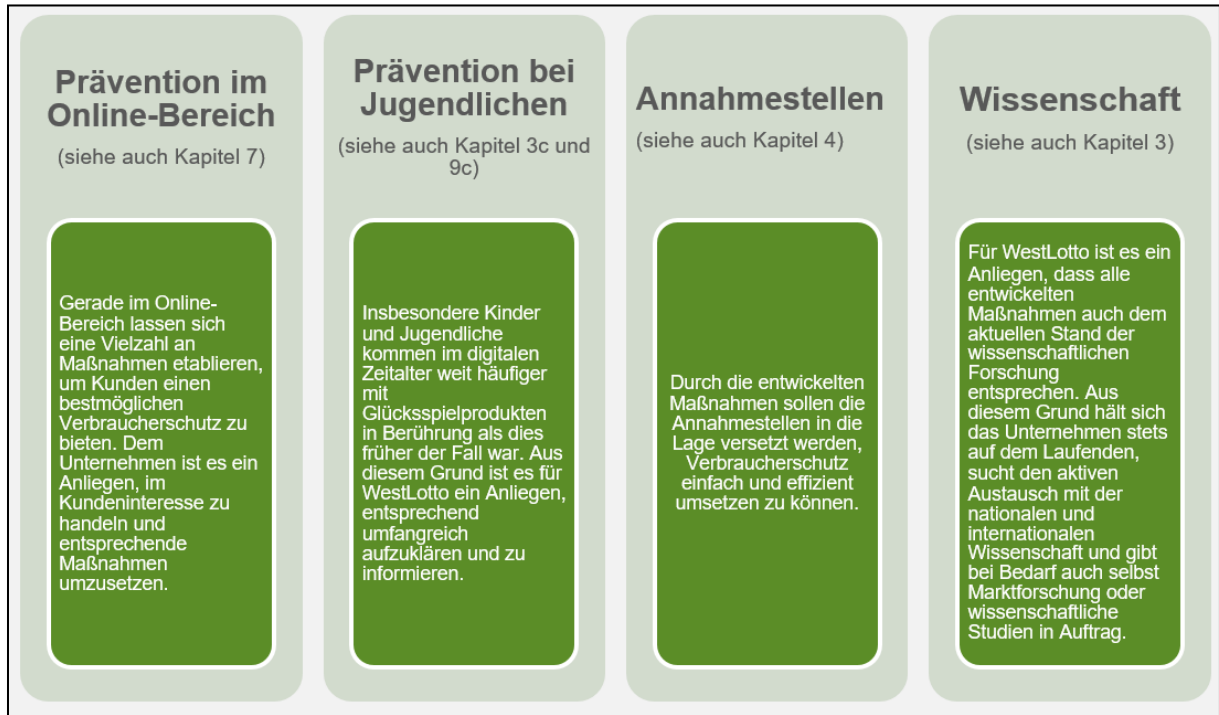 Prävention im
Online-Bereich
(siehe auch Kapitel 7)
Gerade im Online-
Bereich lassen sich
eine Vielzahl an
Maßnahmen etablieren,
um Kunden einen
bestmöglichen
Verbraucherschutz zu
bieten. Dem
Unternehmen ist es ein
Anliegen, im
Kundeninteresse zu
handeln und
entsprechende
Maßnahmen
umzusetzen.
Prävention bei
Jugendlichen
(siehe auch Kapitel 3c und
9c)
Insbesondere Kinder
und Jugendliche
kommen im digitalen
Zeitalter weit häufiger
mit
Glücksspielprodukten
in Berührung als dies
früher der Fall war. Aus
diesem Grund ist es für
WestLotto ein Anliegen,
entsprechend
umfangreich
aufzuklären und zu
informieren.
Annahmestellen
(siehe auch Kapitel 4)
Durch die entwickelten
Maßnahmen sollen die
Annahmestellen in die
Lage versetzt werden,
Verbraucherschutz
einfach und effizient
umsetzen zu können.
Wissenschaft
(siehe auch Kapitel 3)
Für WestLotto ist es ein
Anliegen, dass alle
entwickelten
Maßnahmen auch dem
aktuellen Stand der
wissenschaftlichen
Forschung
entsprechen. Aus
diesem Grund hält sich
das Unternehmen stets
auf dem Laufenden,
sucht den aktiven
Austausch mit der
nationalen und
internationalen
Wissenschaft und gibt
bei Bedarf auch selbst
Marktforschung oder
wissenschaftliche
Studien in Auftrag.